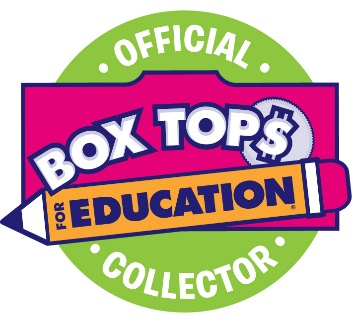 • OFFICIAL •
BOX TOP$
FOR EDUCATION®
• COLLECTOR •